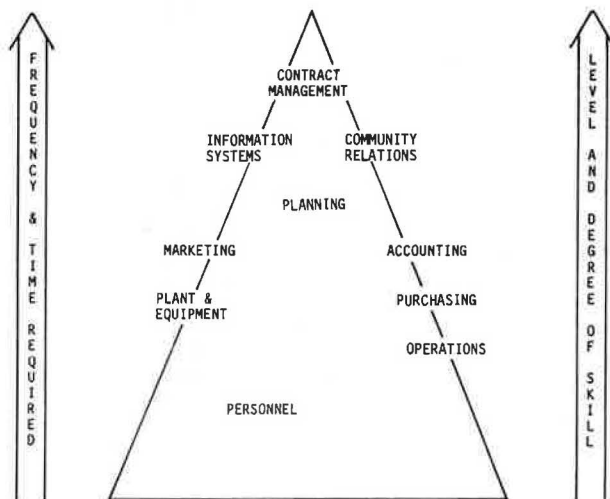 FREQUENCY & TIME REQUIRED
CONTRACT
MANAGEMENT
INFORMATION
SYSTEMS
COMMUNITY
RELATIONS
PLANNING
MARKETING
ACCOUNTING
PLANT &
EQUIPMENT
PURCHASING
OPERATIONS
PERSONNEL
LEVEL AND DEGREE OF SKILL